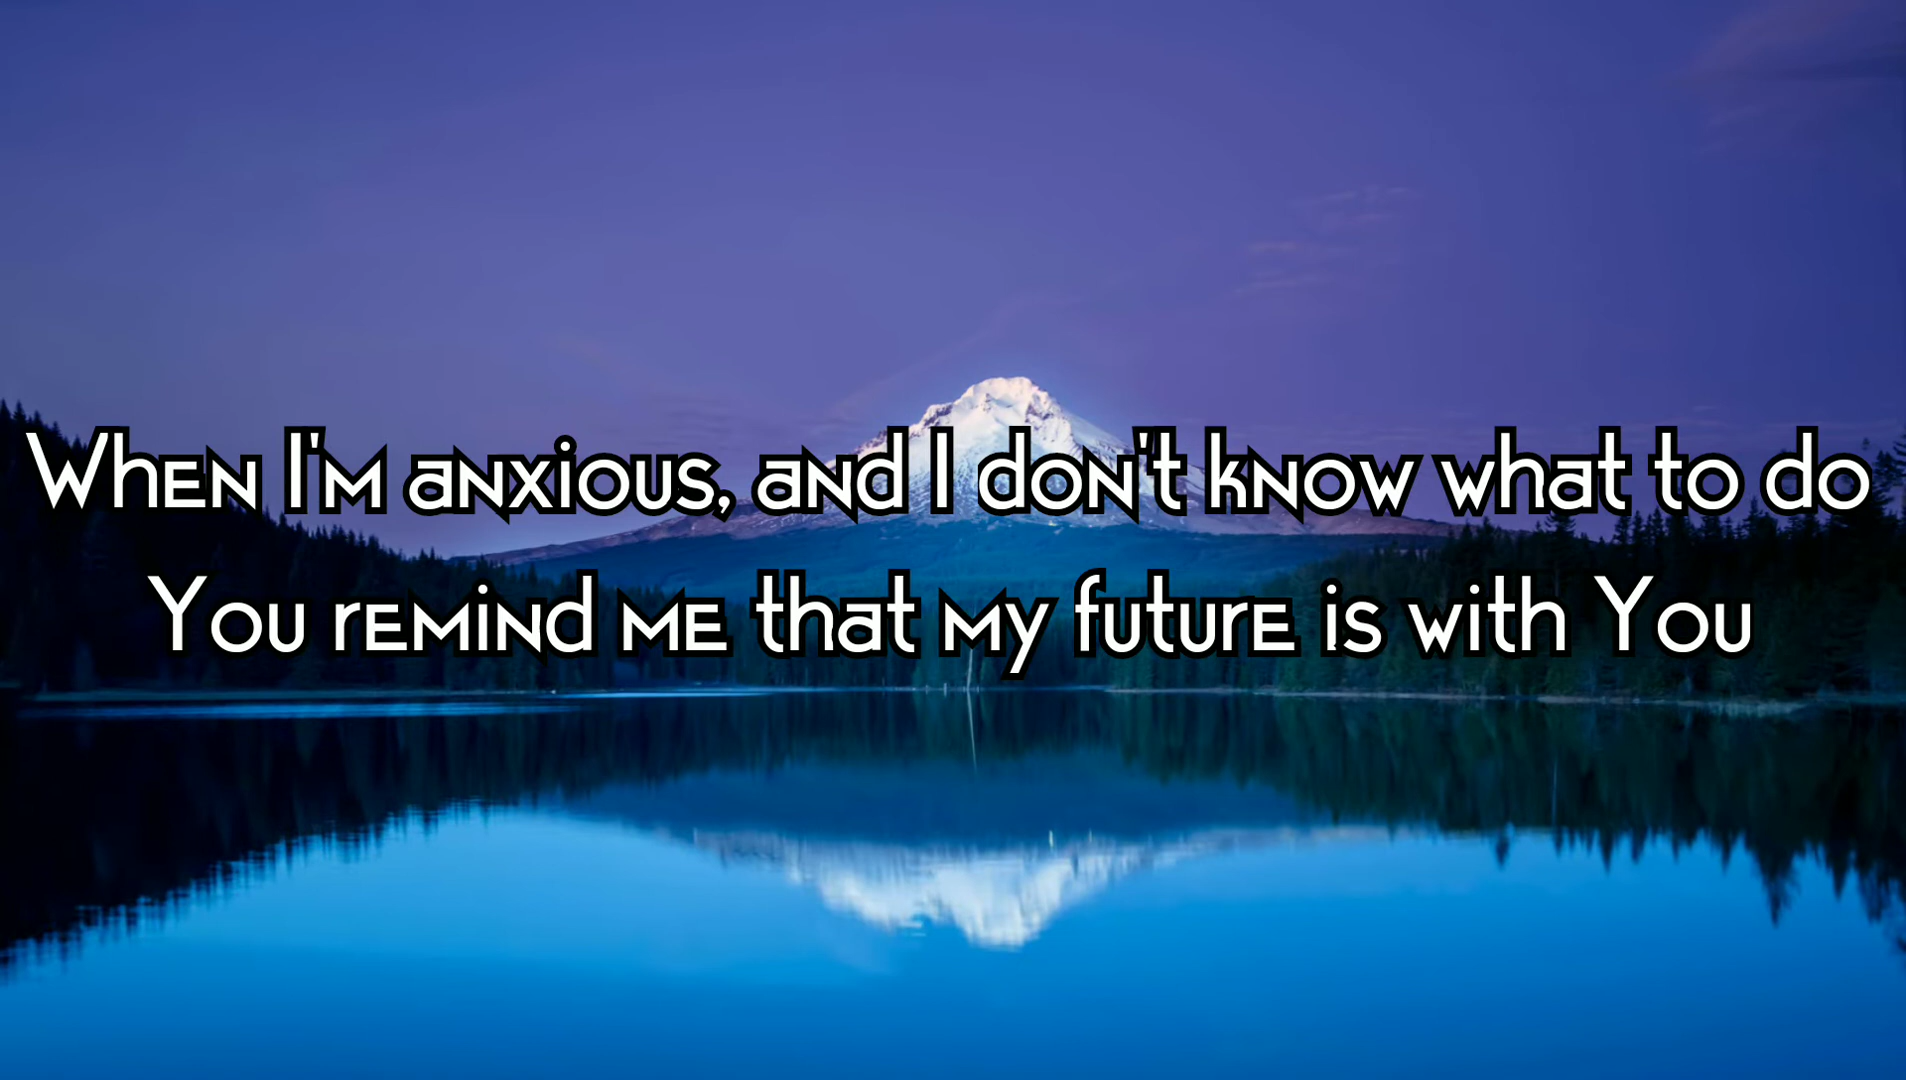 When I'm anxious, and I don't know what to do
You remind me that my future is with You